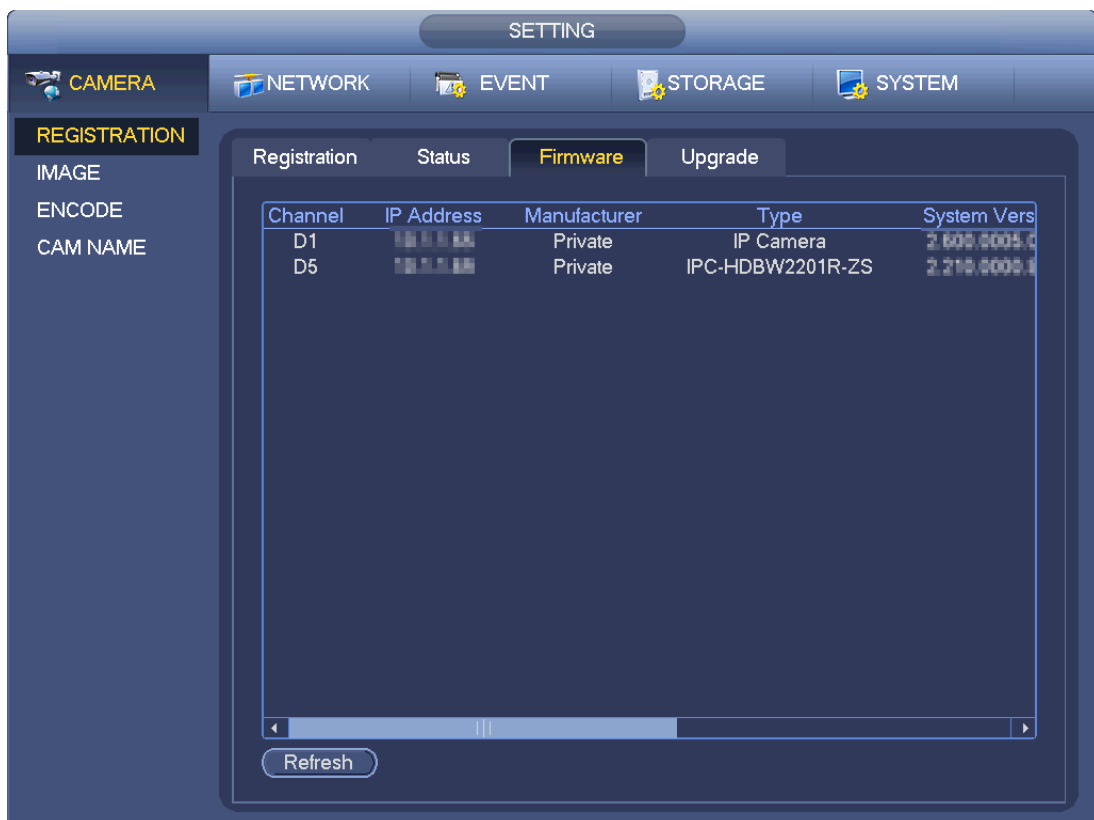 SETTING
CAMERA NETWORK EVENT STORAGE SYSTEM
REGISTRATION
IMAGE
ENCODE
CAM NAME
Registration Status Firmware Upgrade
Channel IP Address Manufacturer Type System Vers
D1 Private IP Camera
D5 Private IPC-HDBW2201R-ZS
Refresh